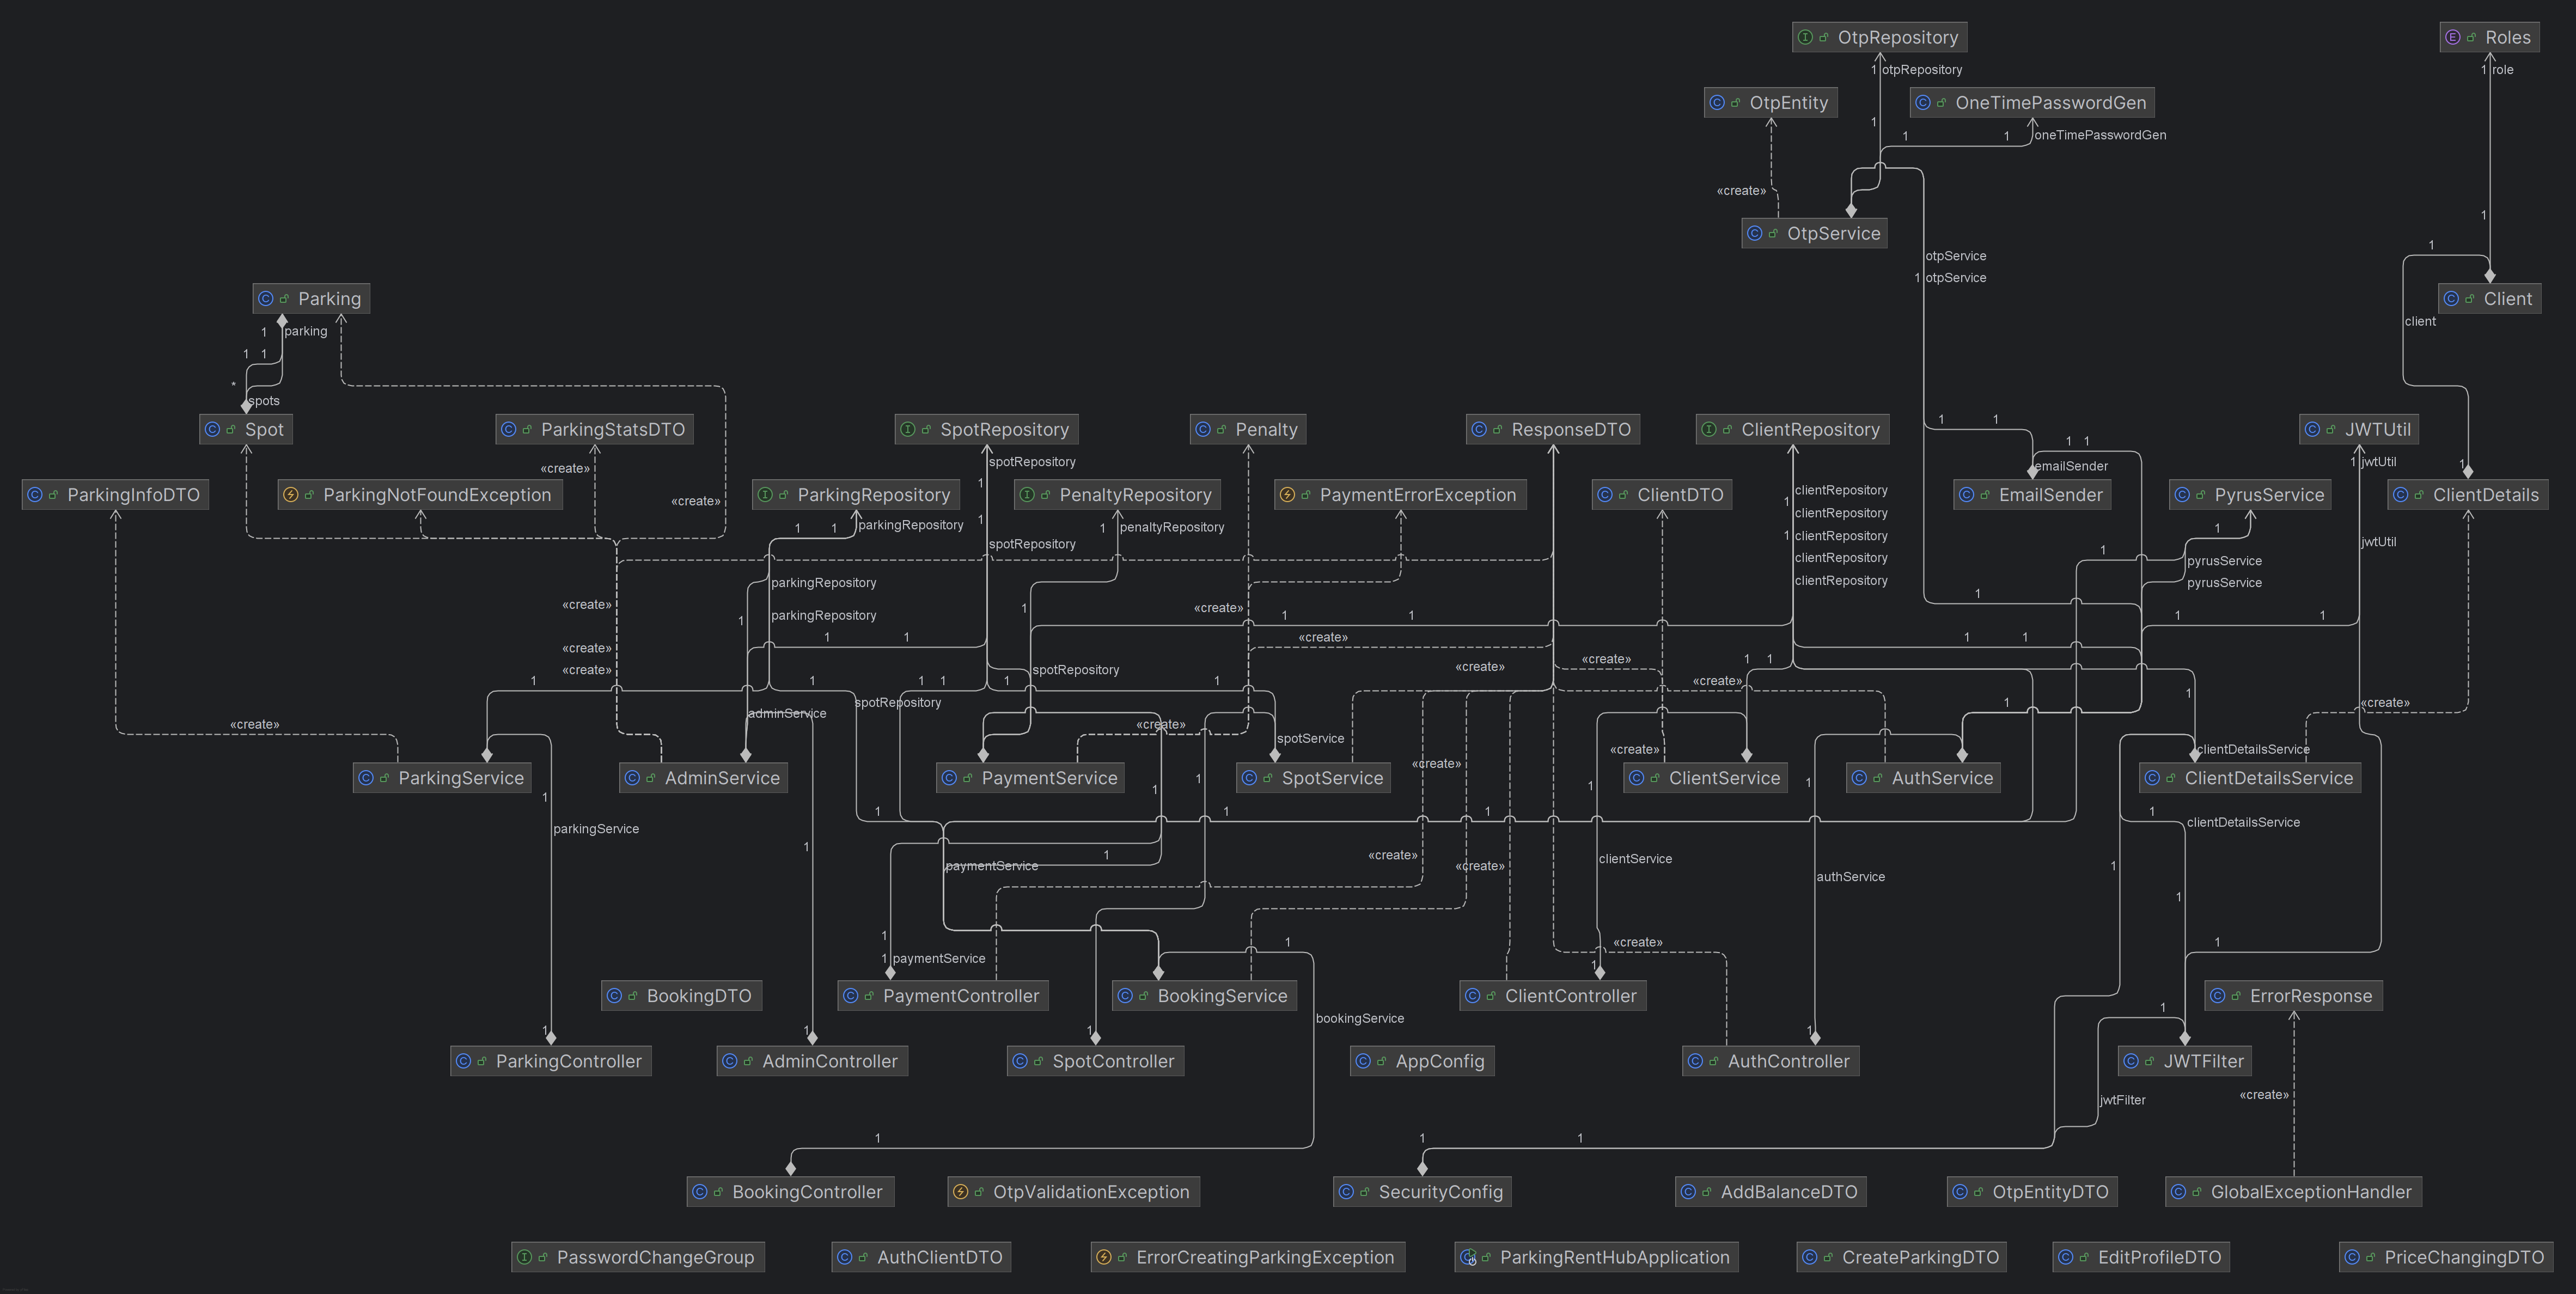 OtpRepository
Roles
1 otpRepository
1 role
OtpEntity
OneTimePasswordGen
1
1
1 oneTimePasswordGen
«create»
1
OtpService
1
otpService
1 otpService
Parking
Client
1 parking
client
1 1
*
spots
Spot
ParkingStatsDTO
SpotRepository
Penalty
ResponseDTO
ClientRepository
1 1
JWTUtil
1 1
spotRepository
1 jwtUtil
«create»
emailSender
1
ParkingInfoDTO
ParkingNotFoundException
ParkingRepository
PenaltyRepository
PaymentErrorException
ClientDTO
EmailSender
PyrusService
ClientDetails
1
clientRepository
«create»
1
clientRepository
1 1 parkingRepository
1
1 penaltyRepository
1
1 clientRepository
spotRepository
jwtUtil
1
clientRepository
pyrusService
parkingRepository
clientRepository
pyrusService
1
«create»
1
«create»
parkingRepository
1
1
1
1
1
1
1
«create»
1 1
«create»
1 1
«create»
«create»
1 1
«create»
spotRepository
«create»
1
1
1 1
1
1
«create»
1
spotRepository
1
«create»
adminService
«create»
«create»
spotService
«create»
clientDetailsService
«create»
ParkingService
AdminService
PaymentService
SpotService
ClientService
AuthService
ClientDetailsService
1
1
1
1
1
1
1
1
1
1
clientDetailsService
parkingService
1
1
«create»
clientService
paymentService
«create»
1
authService
1
1
1
«create»
1
1 paymentService
1
BookingDTO
PaymentController
BookingService
ClientController
ErrorResponse
1
bookingService
1
1
1
1
ParkingController
AdminController
SpotController
AppConfig
AuthController
JWTFilter
«create»
jwtFilter
1
1
1
BookingController
OtpValidationException
SecurityConfig
AddBalanceDTO
OtpEntityDTO
GlobalExceptionHandler
PasswordChangeGroup
AuthClientDTO
ErrorCreatingParkingException
ParkingRentHubApplication
CreateParkingDTO
EditProfileDTO
PriceChangingDTO